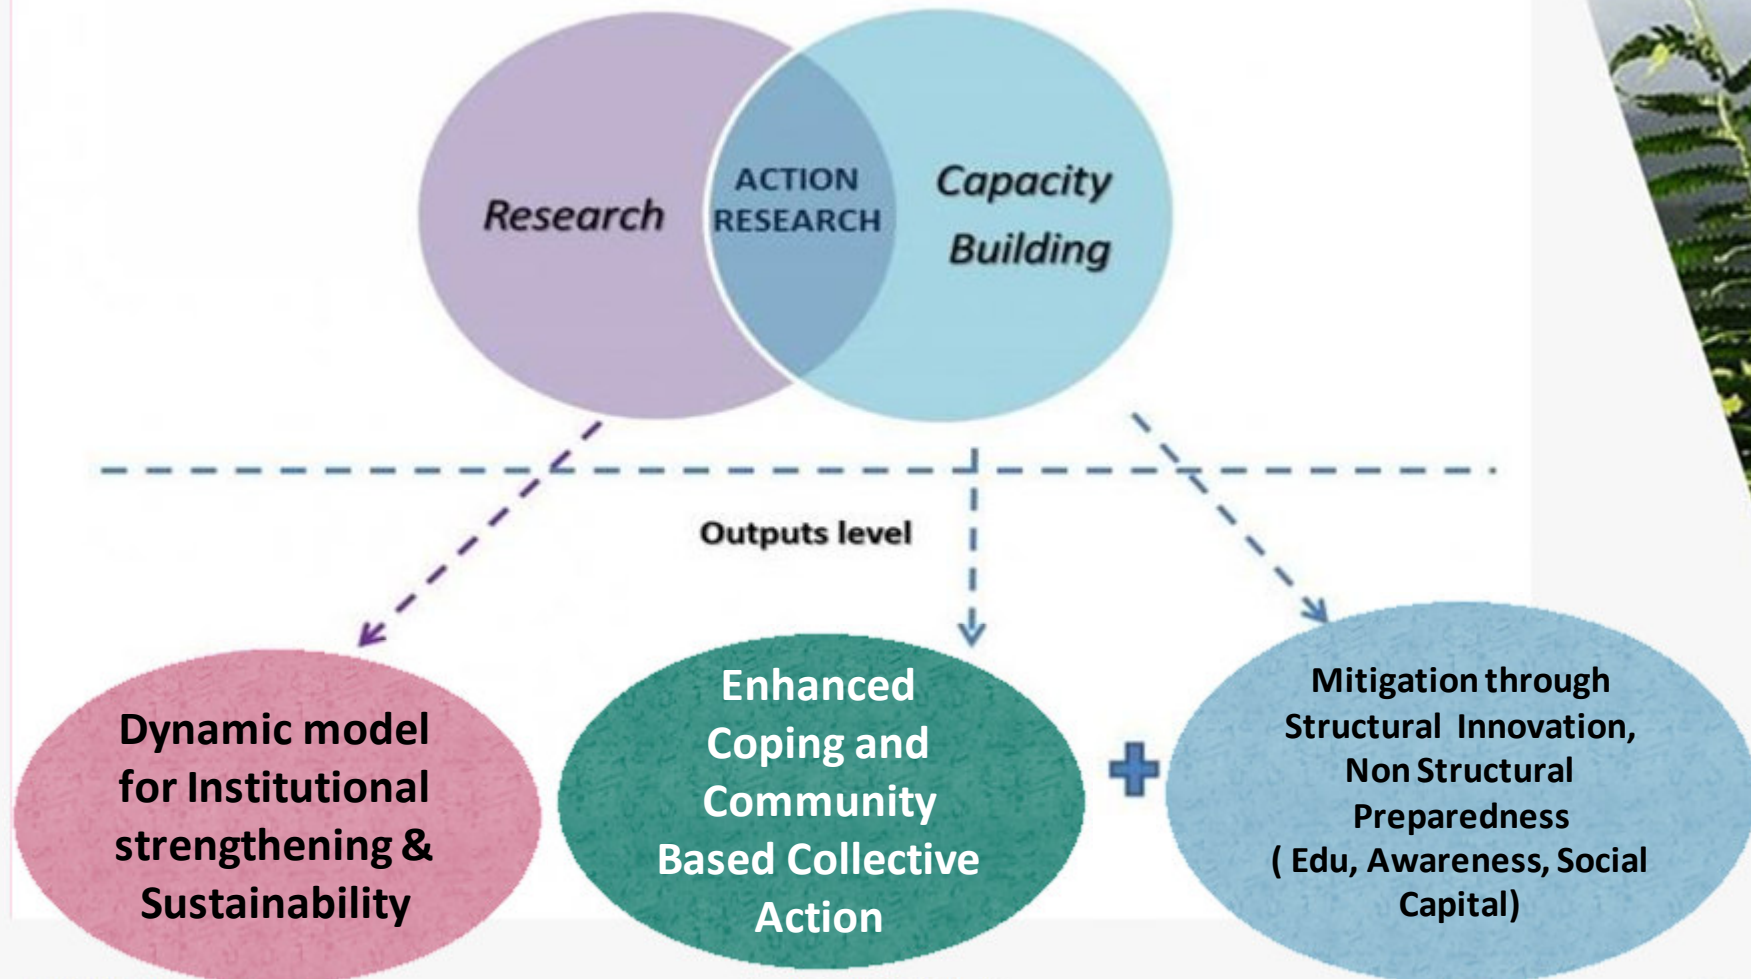 Research
ACTION
RESEARCH
Capacity
Building
Outputs level
Dynamic model
for Institutional
strengthening &
Sustainability
Enhanced
Coping and
Community
Based Collective
Action
Mitigation through
Structural Innovation,
Non Structural
Preparedness
( Edu, Awareness, Social
Capital)